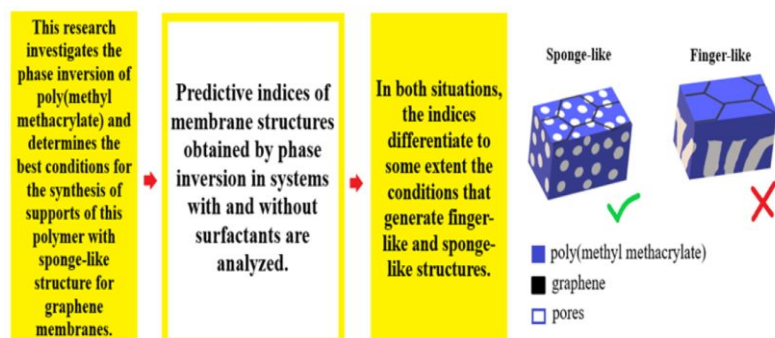 This research
investigates the
phase inversion of
poly(methyl
methacrylate) and
determines the
best conditions for
the synthesis of
supports of this
polymer with
sponge-like
structure for
graphene
membranes.
Predictive indices of
membrane structures
obtained by phase
inversion in systems
with and without
surfactants are
analyzed.
In both situations,
the indices
differentiate to
some extent the
conditions that
generate finger-
like and sponge-
like structures.
Sponge-like
Finger-like
poly(methyl methacrylate)
graphene
pores